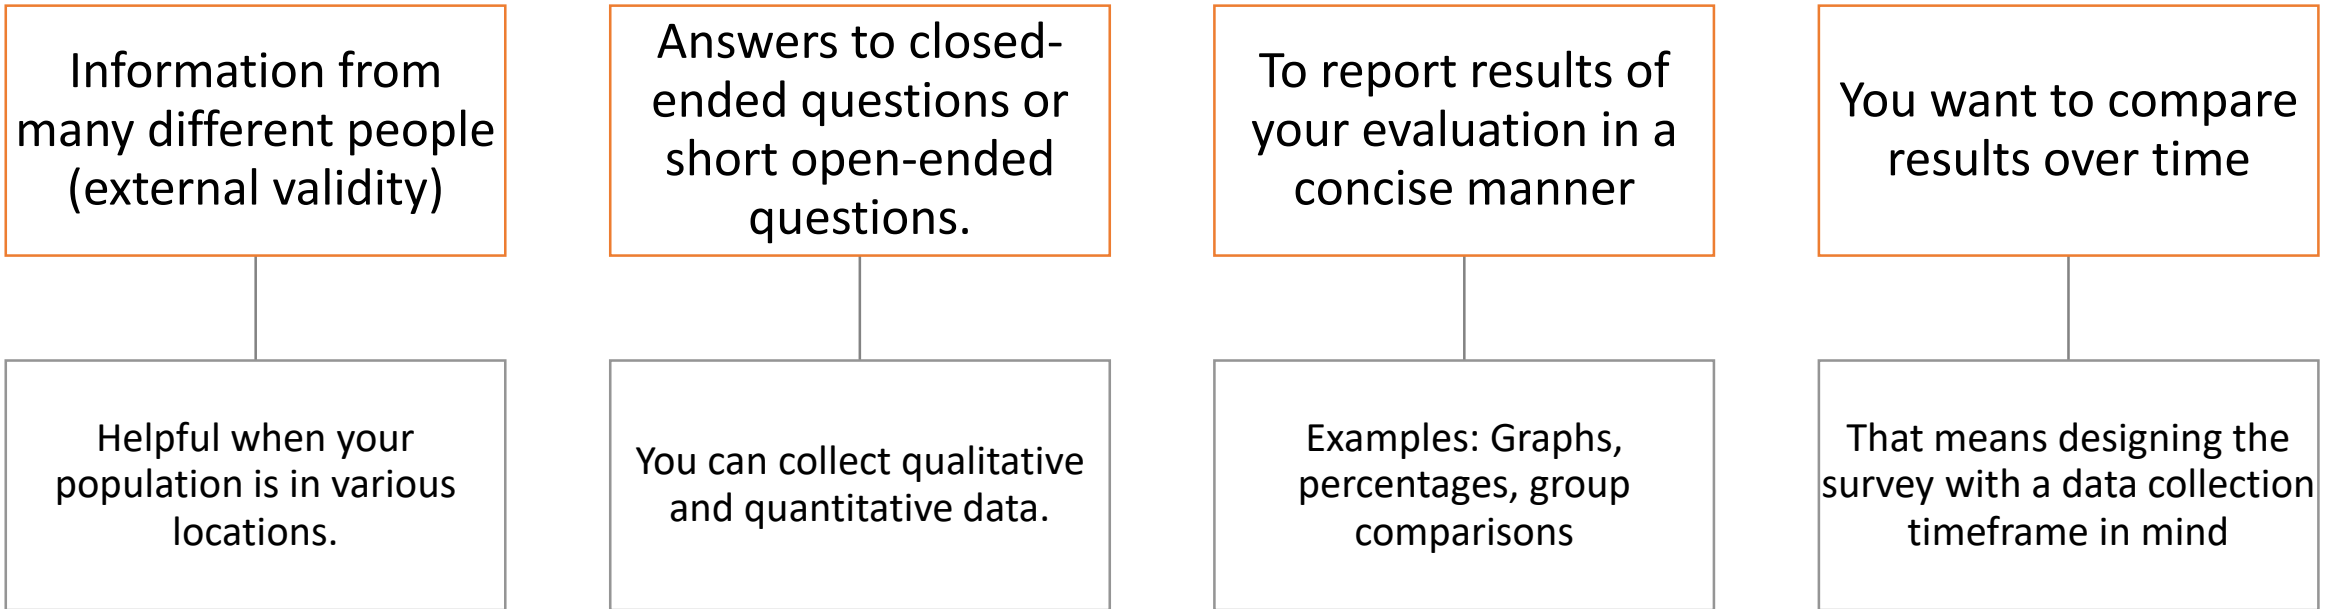 Information from
many different people
(external validity)
Helpful when your
population is in various
locations.
Answers to closed-
ended questions or
short open-ended
questions.
You can collect qualitative
and quantitative data.
To report results of
your evaluation in a
concise manner
Examples: Graphs,
percentages, group
comparisons
You want to compare
results over time
That means designing the
survey with a data collection
timeframe in mind